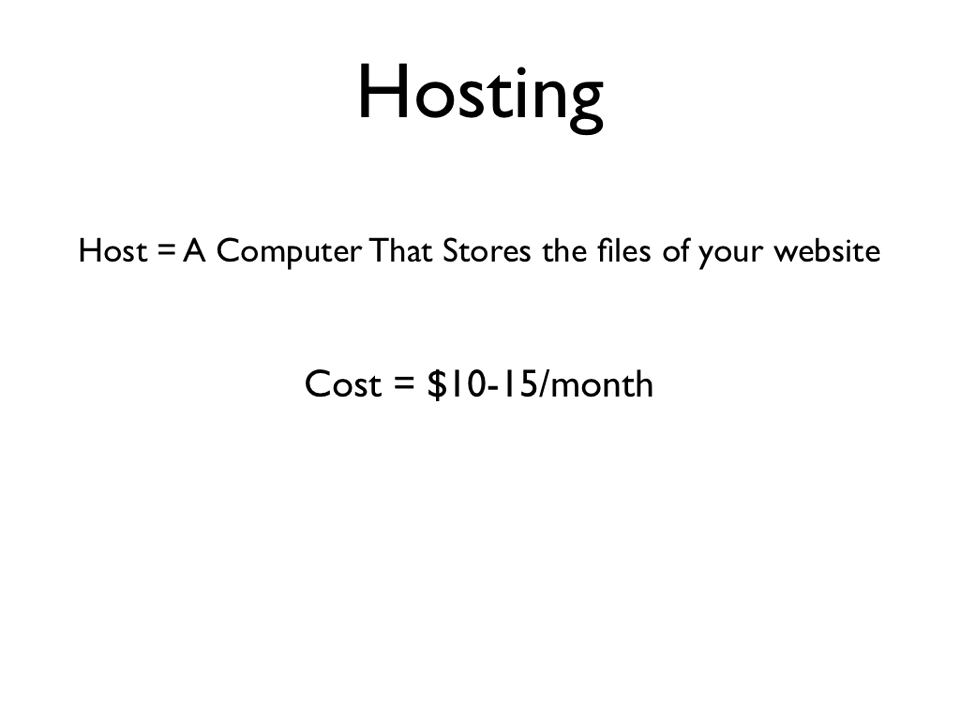 Hosting
Host = A Computer That Stores the files of your website
Cost = $10-15/month